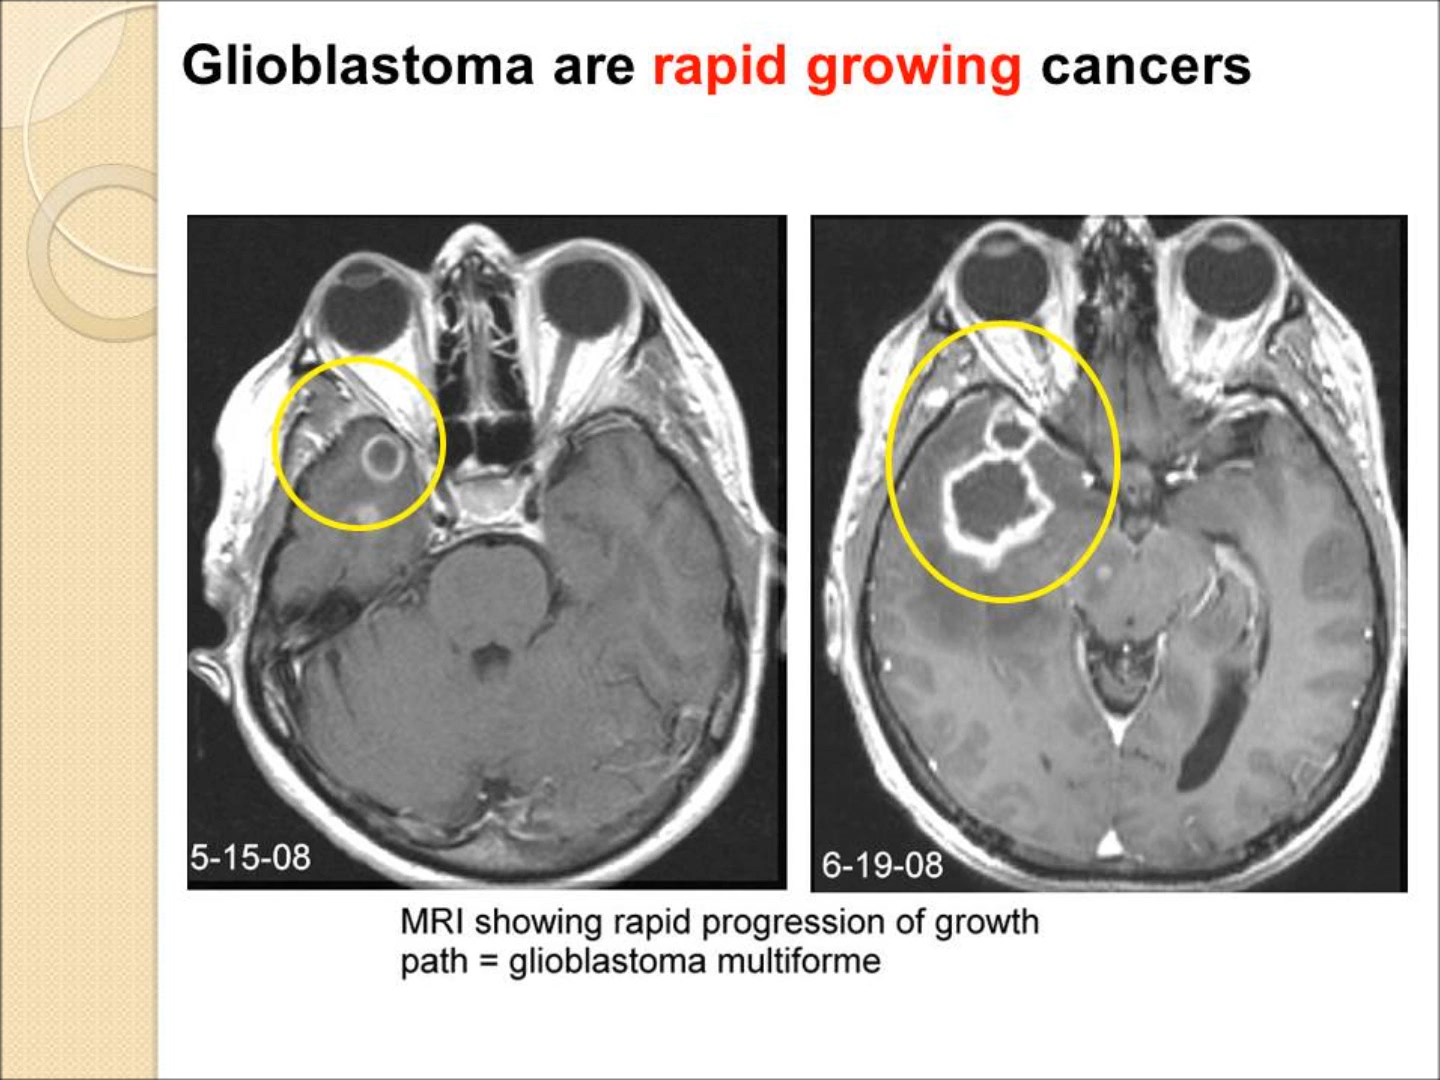 Glioblastoma are rapid growing cancers
5-15-08
6-19-08
MRI showing rapid progression of growth
path = glioblastoma multiforme